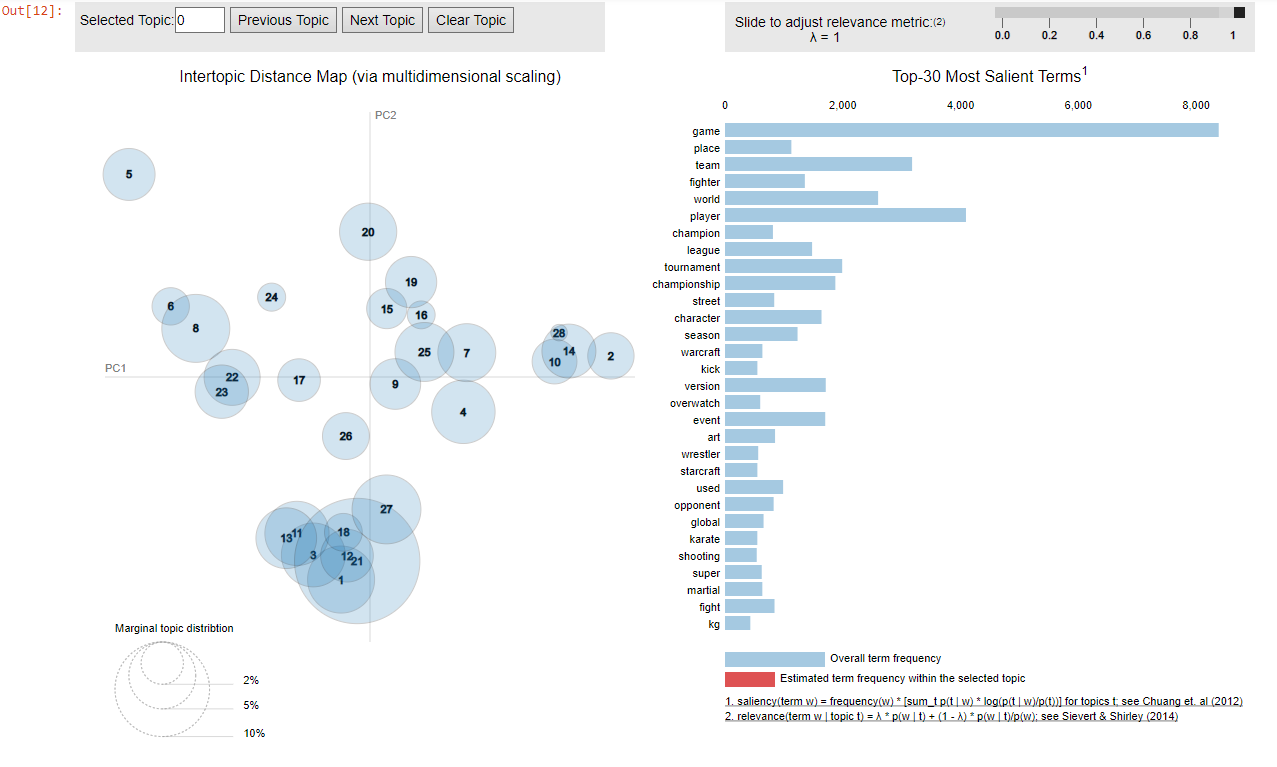 Out[12]:
Selected Topic: 0 Previous Topic Next Topic Clear Topic
Slide to adjust relevance metric:(2)
λ = 1
0.0 0.2 0.4 0.6 0.8 1
Intertopic Distance Map (via multidimensional scaling)
PC2
PC1
5
20
19
24
6
15
16
8
28
25
7
14
2
10
22
17
9
23
4
26
27
18
11
13
3
12
21
1
Marginal topic distribtion
2%
5%
10%
Top-30 Most Salient Terms1
0 2,000 4,000 6,000 8,000
game
place
team
fighter
world
player
champion
league
tournament
championship
street
character
season
warcraft
kick
version
overwatch
event
art
wrestler
starcraft
used
opponent
global
karate
shooting
super
martial
fight
kg
Overall term frequency
Estimated term frequency within the selected topic
1. saliency(term w) = frequency(w) * [sum_t p(t | w) * log(p(t | w)/p(t))] for topics t; see Chuang et. al (2012)
2. relevance(term w | topic t) = λ * p(w | t) + (1 - λ) * p(w | t)/p(w); see Sievert & Shirley (2014)